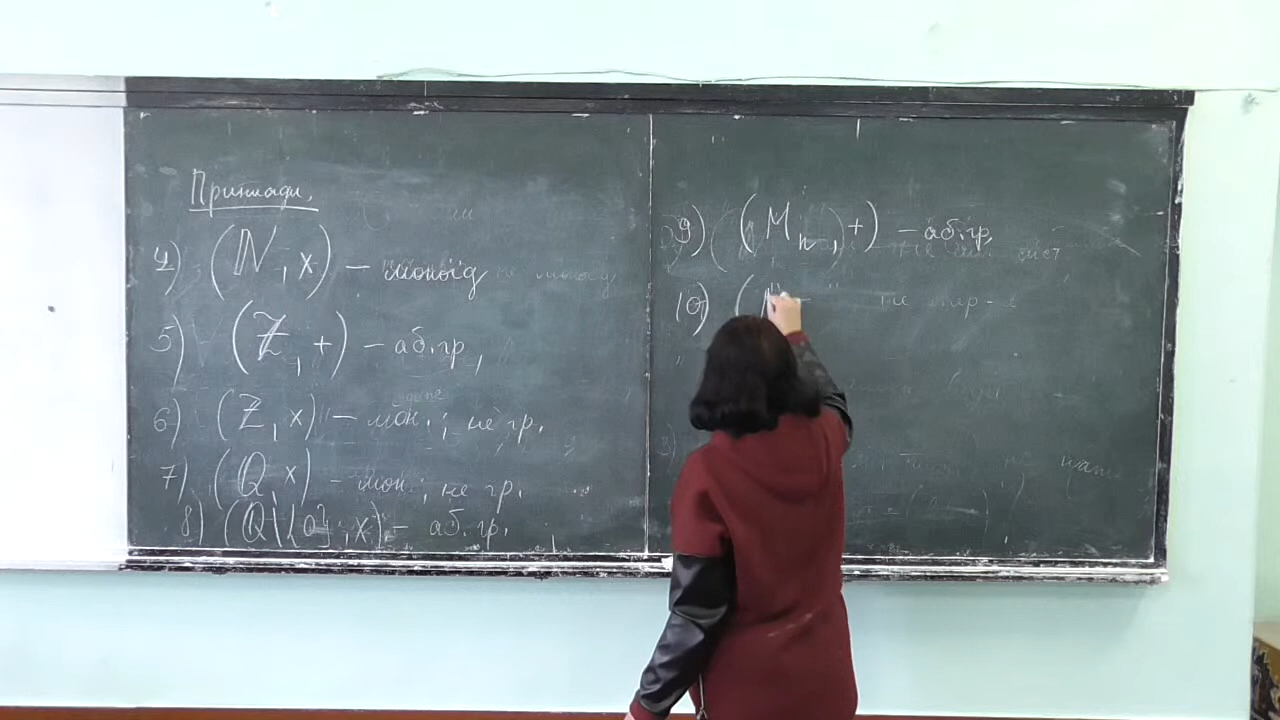 Приклади.
4) (ℕ, ×) – моноїд
5) (ℤ, +) – аб. гр.
6) (ℤ, ×) – мон.; не гр.
7) (ℚ, ×) – мон.; не гр.
8) (ℚ\{0}, ×) – аб. гр.
9) (Mₙ, +) – аб. гр.
10) (